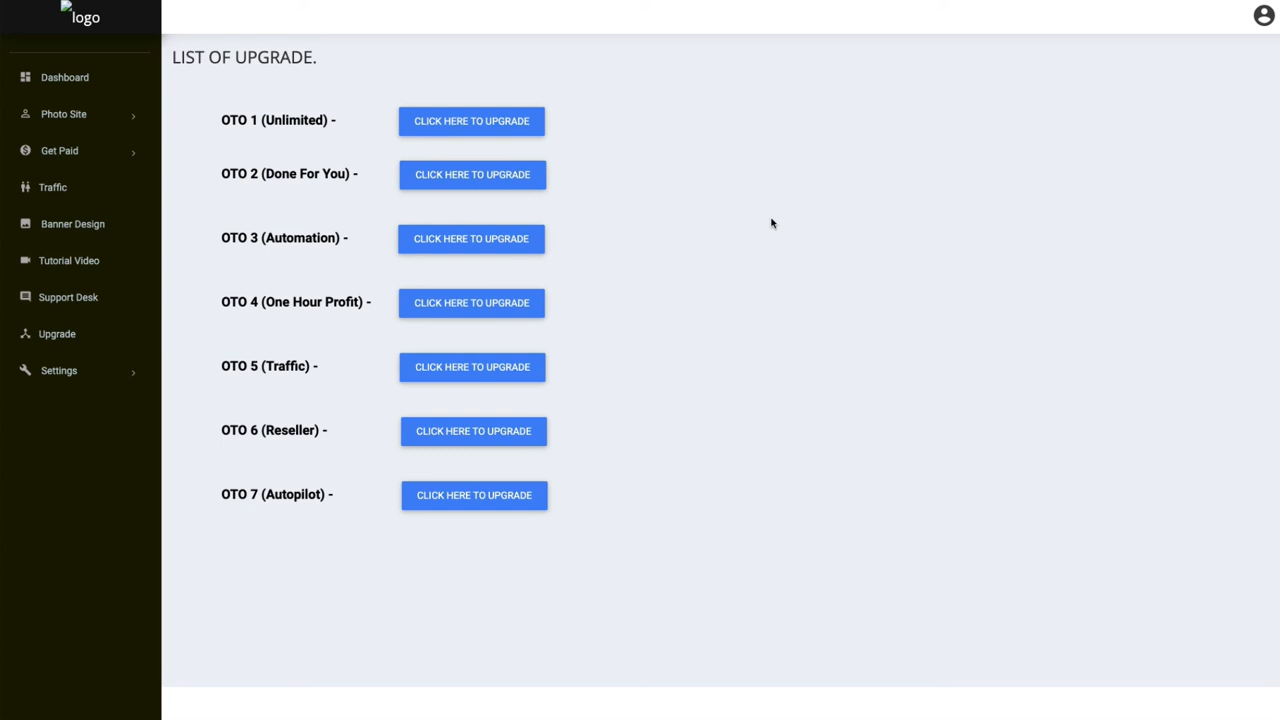 logo
LIST OF UPGRADE.
Dashboard
Photo Site
Get Paid
Traffic
Banner Design
Tutorial Video
Support Desk
Upgrade
Settings
OTO 1 (Unlimited) - CLICK HERE TO UPGRADE
OTO 2 (Done For You) - CLICK HERE TO UPGRADE
OTO 3 (Automation) - CLICK HERE TO UPGRADE
OTO 4 (One Hour Profit) - CLICK HERE TO UPGRADE
OTO 5 (Traffic) - CLICK HERE TO UPGRADE
OTO 6 (Reseller) - CLICK HERE TO UPGRADE
OTO 7 (Autopilot) - CLICK HERE TO UPGRADE